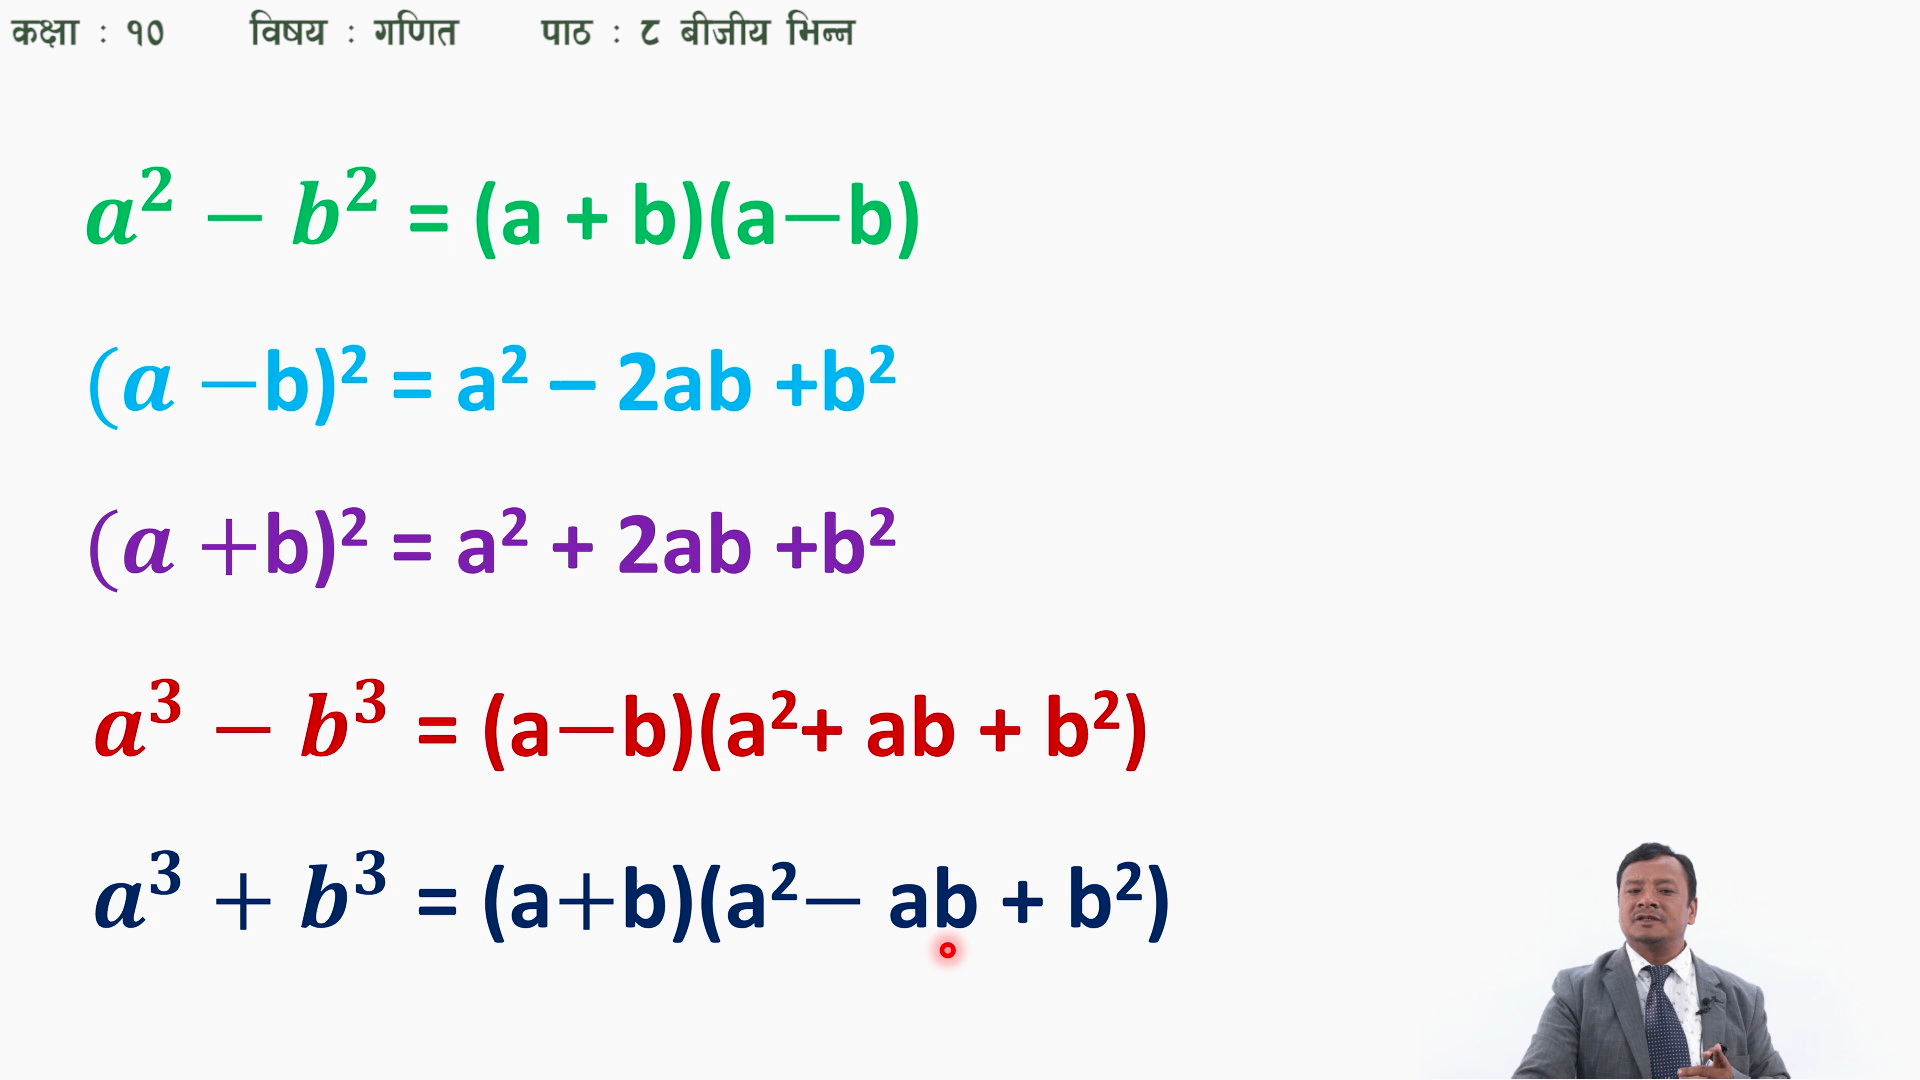 कक्षा : १० विषय : गणित पाठ : ८ बीजीय भिन्न
a² − b² = (a + b)(a−b)
(a −b)² = a² – 2ab +b²
(a +b)² = a² + 2ab +b²
a³ − b³ = (a−b)(a²+ ab + b²)
a³ + b³ = (a+b)(a²− ab + b²)